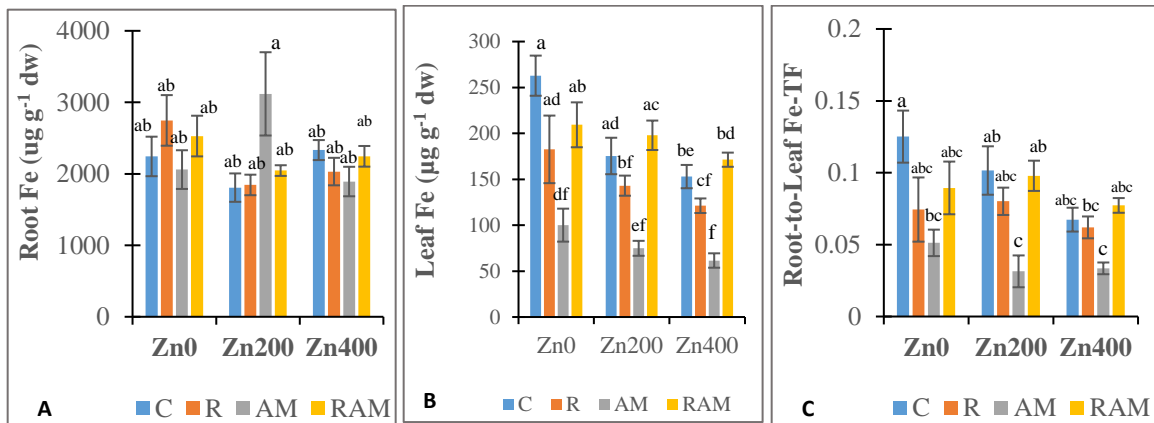 Root Fe (ug g⁻¹ dw)
4000
3000
2000
1000
0
ab
ab
ab
ab
ab
ab
a
ab
ab
ab
ab
ab
Zn0 Zn200 Zn400
A
C R AM RAM
Leaf Fe (µg g⁻¹ dw)
300
250
200
150
100
50
0
a
ad
df
ab
ad
bf
ef
ac
be
cf
f
bd
Zn0 Zn200 Zn400
B
C R AM RAM
Root-to-Leaf Fe-TF
0.15
0.1
0.05
0
a
abc
bc
abc
ab
abc
c
ab
abc
bc
c
abc
Zn0 Zn200 Zn400
C
C R AM RAM